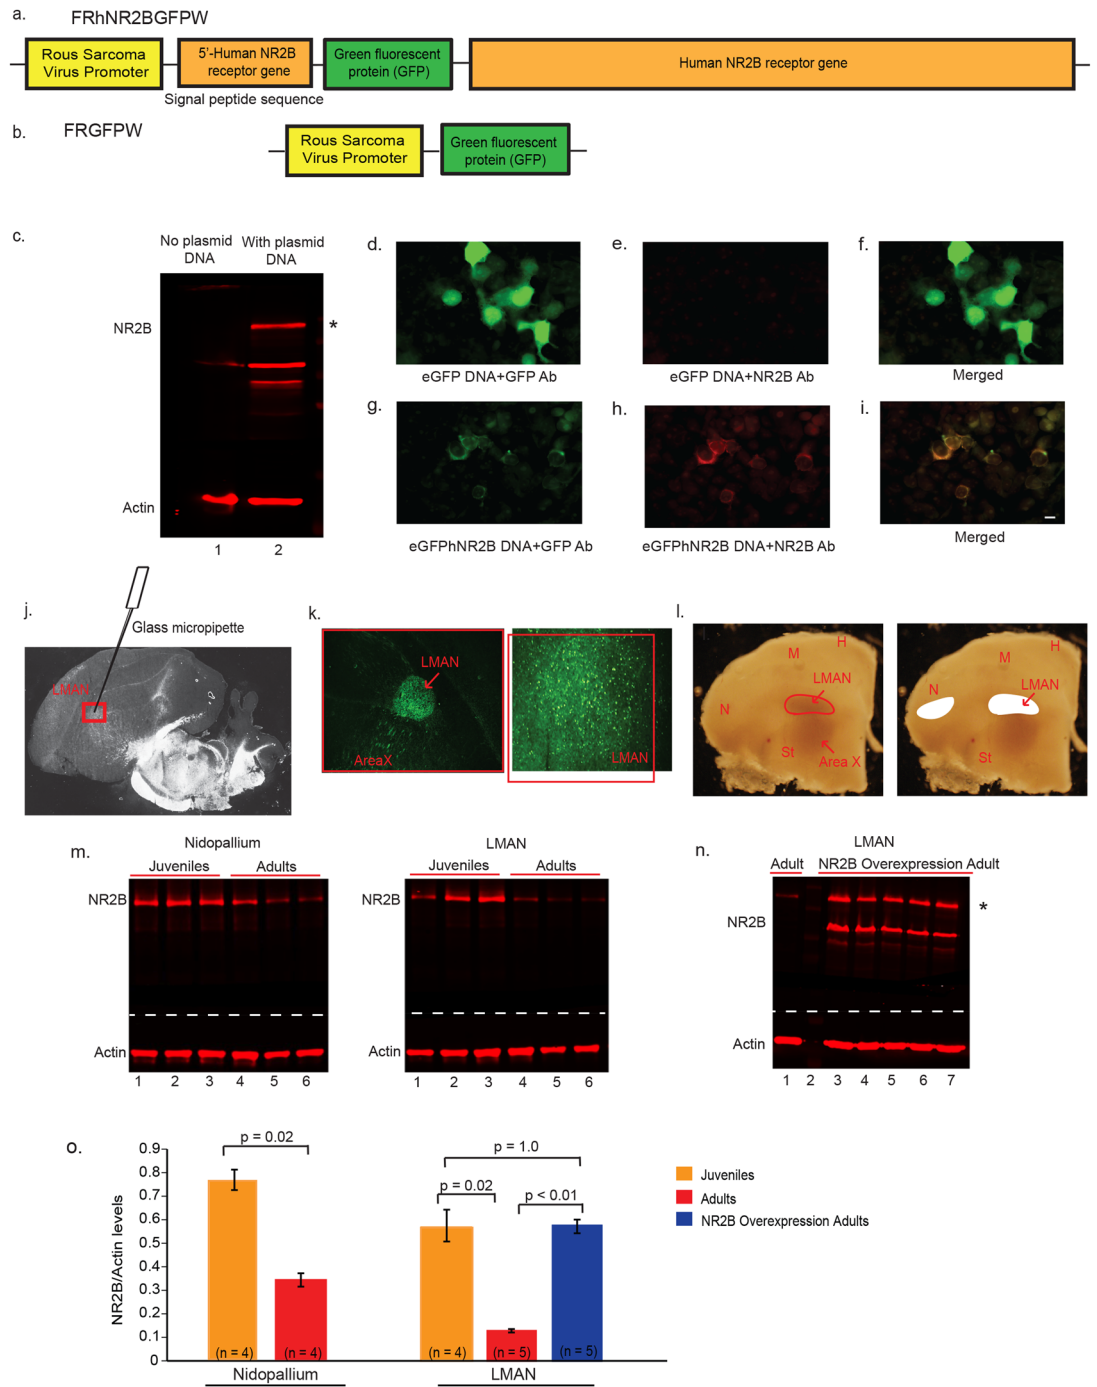 a.
FRhNR2BGFPW
Rous Sarcoma
Virus Promoter
5'-Human NR2B
receptor gene
Green fluorescent
protein (GFP)
Human NR2B receptor gene
Signal peptide sequence
b.
FRGFPW
Rous Sarcoma
Virus Promoter
Green fluorescent
protein (GFP)
c.
No plasmid
DNA
With plasmid
DNA
NR2B
*
Actin
1 2
d.
eGFP DNA+GFP Ab
e.
eGFP DNA+NR2B Ab
f.
Merged
g.
eGFPhNR2B DNA+GFP Ab
h.
eGFPhNR2B DNA+NR2B Ab
i.
Merged
j.
Glass micropipette
LMAN
k.
LMAN
AreaX
LMAN
l.
M
H
LMAN
N
St
Area X
M
H
N
LMAN
St
m.
Nidopallium
Juveniles Adults
NR2B
Actin
1 2 3 4 5 6
LMAN
Juveniles Adults
NR2B
Actin
1 2 3 4 5 6
n.
LMAN
Adult NR2B Overexpression Adult
*
NR2B
Actin
1 2 3 4 5 6 7
o.
NR2B/Actin levels
0.9
0.8
0.7
0.6
0.5
0.4
0.3
0.2
0.1
0
p = 0.02
p = 1.0
p = 0.02
p < 0.01
(n = 4) (n = 4) (n = 4) (n = 5) (n = 5)
Nidopallium LMAN
Juveniles
Adults
NR2B Overexpression Adults